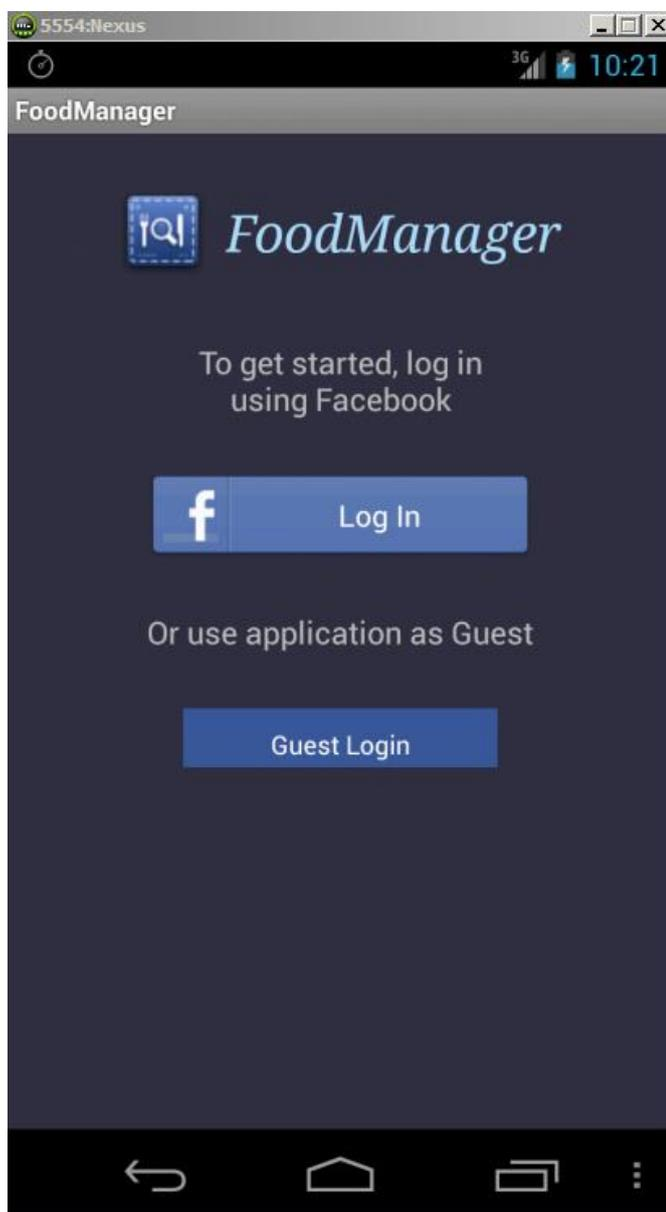 5554:Nexus
3G 10:21
FoodManager
FoodManager
To get started, log in
using Facebook
f Log In
Or use application as Guest
Guest Login